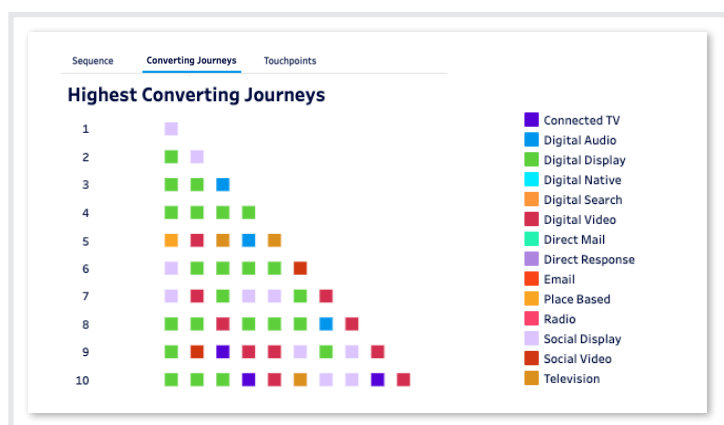 Sequence Converting Journeys Touchpoints
Highest Converting Journeys
1
2
3
4
5
6
7
8
9
10
Connected TV
Digital Audio
Digital Display
Digital Native
Digital Search
Digital Video
Direct Mail
Direct Response
Email
Place Based
Radio
Social Display
Social Video
Television